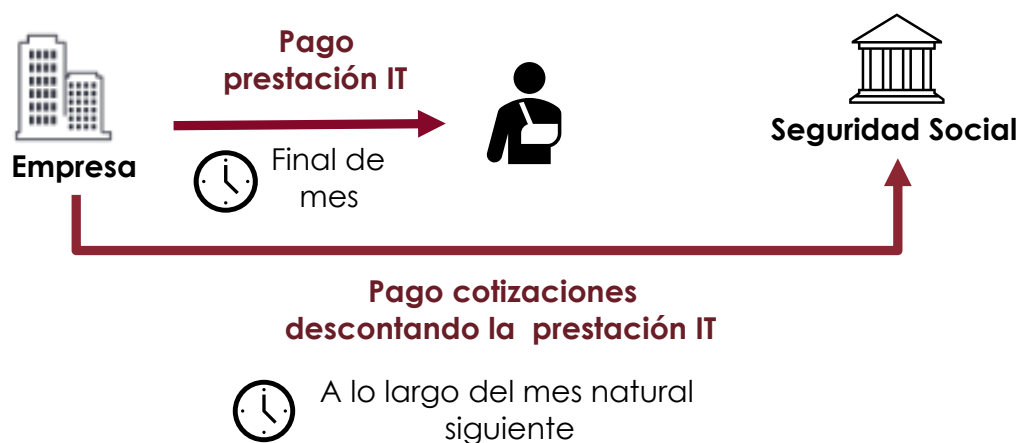 Pago
prestación IT
Empresa
Final de
mes
Seguridad Social
Pago cotizaciones
descontando la prestación IT
A lo largo del mes natural
siguiente